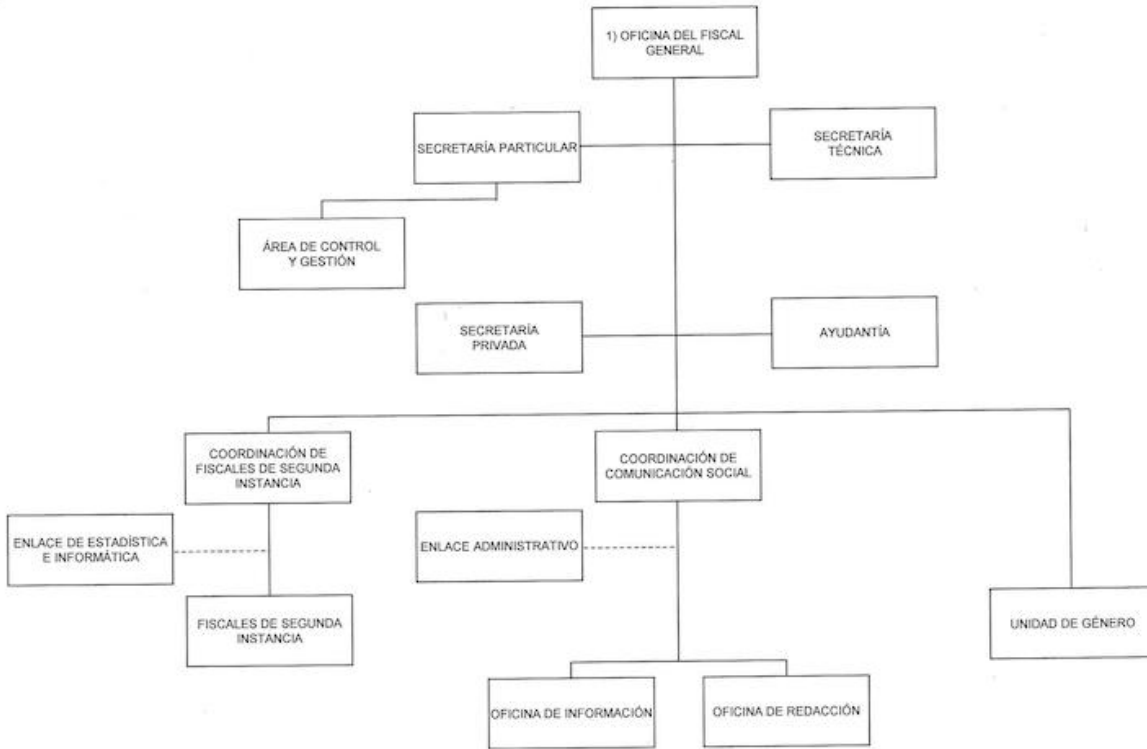 1) OFICINA DEL FISCAL
GENERAL
SECRETARÍA PARTICULAR
SECRETARÍA
TÉCNICA
ÁREA DE CONTROL
Y GESTIÓN
SECRETARÍA
PRIVADA
AYUDANTÍA
COORDINACIÓN DE
FISCALES DE SEGUNDA
INSTANCIA
COORDINACIÓN DE
COMUNICACIÓN SOCIAL
ENLACE DE ESTADÍSTICA
E INFORMÁTICA
ENLACE ADMINISTRATIVO
FISCALES DE SEGUNDA
INSTANCIA
UNIDAD DE GÉNERO
OFICINA DE INFORMACIÓN
OFICINA DE REDACCIÓN